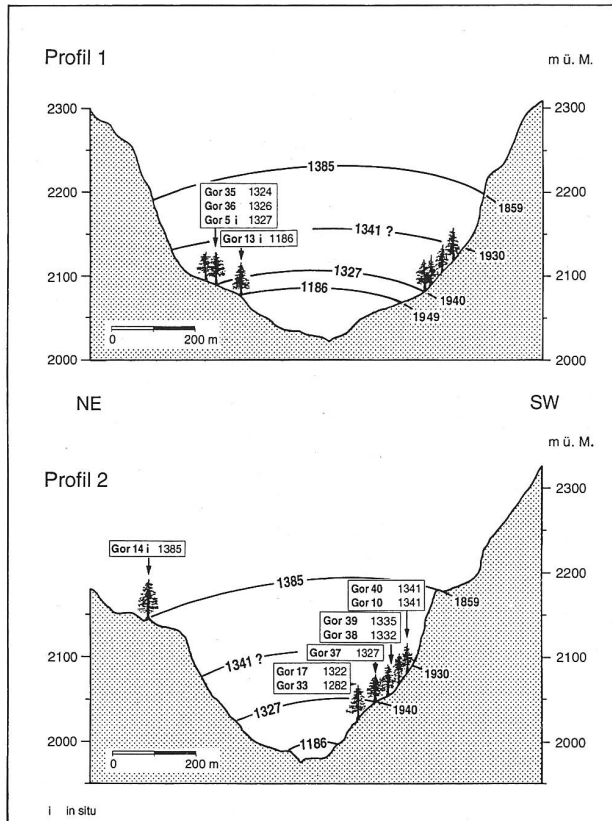 Profil 1
m ü. M.
2300
2300
1385
2200
2200
Gor 35 1324
Gor 36 1326
Gor 5 i 1327
1859
Gor 13 i 1186
1341 ?
1930
2100
2100
1327
1186
1940
1949
0 200 m
2000
2000
NE
SW
m ü. M.
Profil 2
2300
Gor 14 i 1385
2200
2200
1385
Gor 40 1341
Gor 10 1341
1859
Gor 39 1335
Gor 38 1332
2100
2100
1341 ?
Gor 37 1327
1930
Gor 17 1322
Gor 33 1282
1327
1940
2000
2000
1186
0 200 m
i in situ